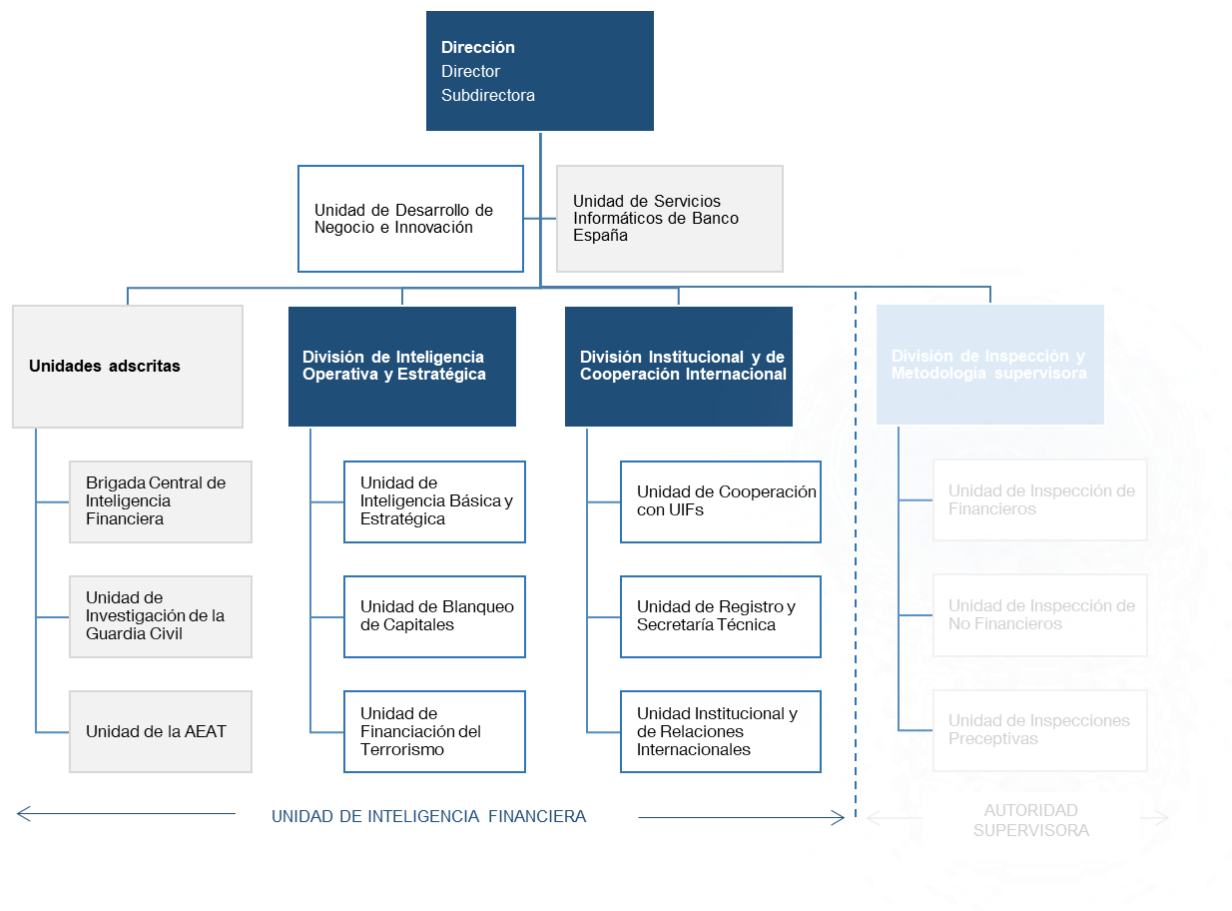 Dirección
Director
Subdirectora
Unidad de Desarrollo de
Negocio e Innovación
Unidad de Servicios
Informáticos de Banco
España
Unidades adscritas
División de Inteligencia
Operativa y Estratégica
División Institucional y de
Cooperación Internacional
División de Inspección y
Metodología supervisora
Brigada Central de
Inteligencia
Financiera
Unidad de
Investigación de la
Guardia Civil
Unidad de la AEAT
Unidad de
Inteligencia Básica y
Estratégica
Unidad de Blanqueo
de Capitales
Unidad de
Financiación del
Terrorismo
Unidad de Cooperación
con UIFs
Unidad de Registro y
Secretaría Técnica
Unidad Institucional y
de Relaciones
Internacionales
Unidad de Inspección de
Financieros
Unidad de Inspección de
No Financieros
Unidad de Inspecciones
Preceptivas
UNIDAD DE INTELIGENCIA FINANCIERA
AUTORIDAD
SUPERVISORA